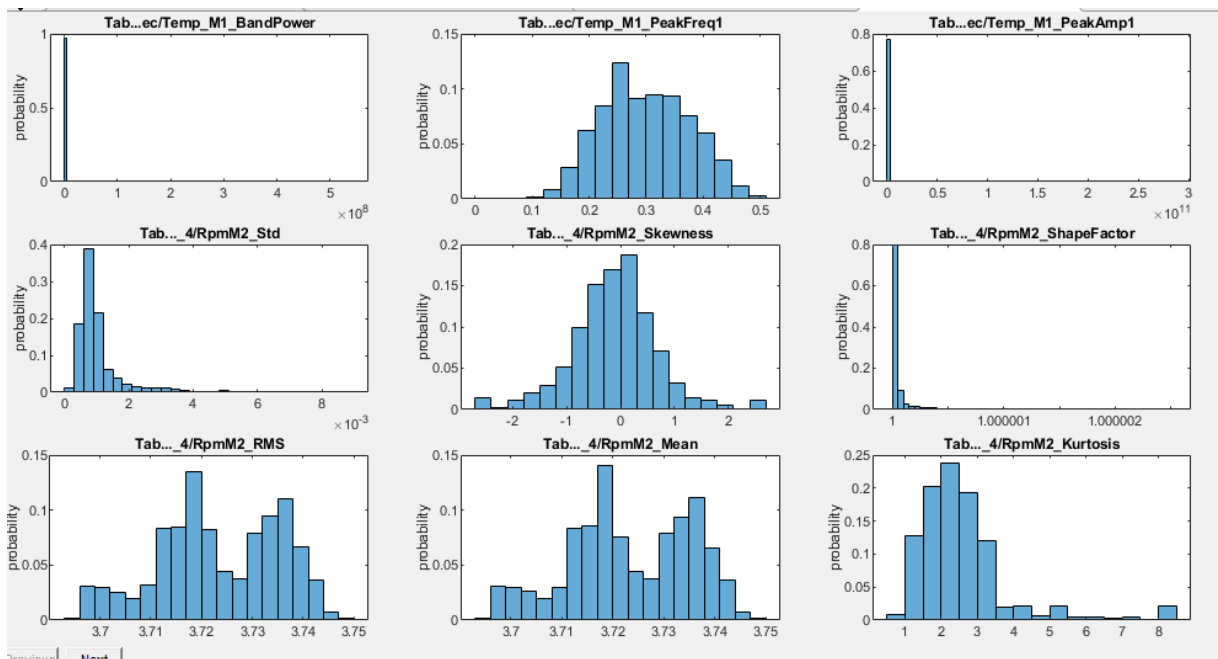 Tab...ec/Temp_M1_BandPower
probability
1
0.5
0
0 1 2 3 4 5
×10^8
Tab...ec/Temp_M1_PeakFreq1
probability
0.15
0.1
0.05
0
0 0.1 0.2 0.3 0.4 0.5
Tab...ec/Temp_M1_PeakAmp1
probability
0.8
0.6
0.4
0.2
0
0 0.5 1 1.5 2 2.5 3
×10^11
Tab..._4/RpmM2_Std
probability
0.4
0.3
0.2
0.1
0
0 2 4 6 8
×10^-3
Tab..._4/RpmM2_Skewness
probability
0.2
0.15
0.1
0.05
0
-2 -1 0 1 2
Tab..._4/RpmM2_ShapeFactor
probability
0.8
0.6
0.4
0.2
0
1 1.000001 1.000002
Tab..._4/RpmM2_RMS
probability
0.15
0.1
0.05
0
3.7 3.71 3.72 3.73 3.74 3.75
Tab..._4/RpmM2_Mean
probability
0.15
0.1
0.05
0
3.7 3.71 3.72 3.73 3.74 3.75
Tab..._4/RpmM2_Kurtosis
probability
0.25
0.2
0.15
0.1
0.05
0
1 2 3 4 5 6 7 8
Previous Next